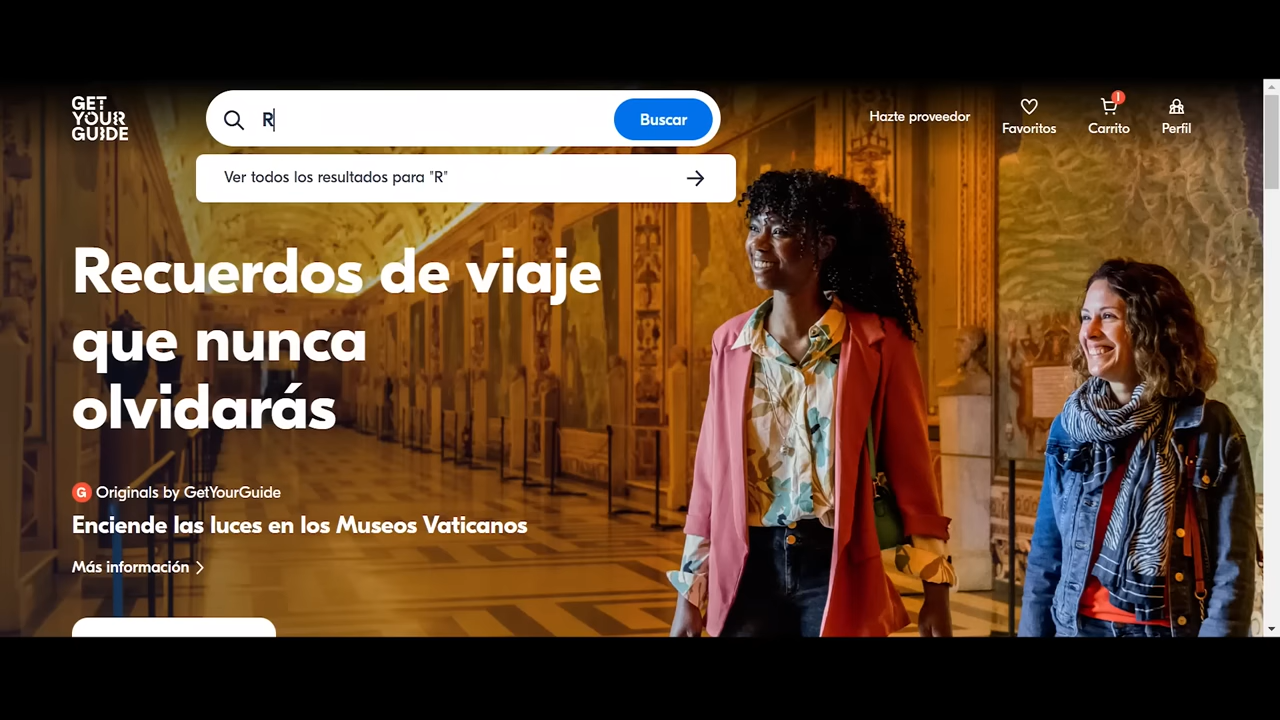 GET
YOUR
GUIDE
R
Buscar
Hazte proveedor
Favoritos
1
Carrito
Perfil
Ver todos los resultados para "R"
Recuerdos de viaje
que nunca
olvidarás
G Originals by GetYourGuide
Enciende las luces en los Museos Vaticanos
Más información